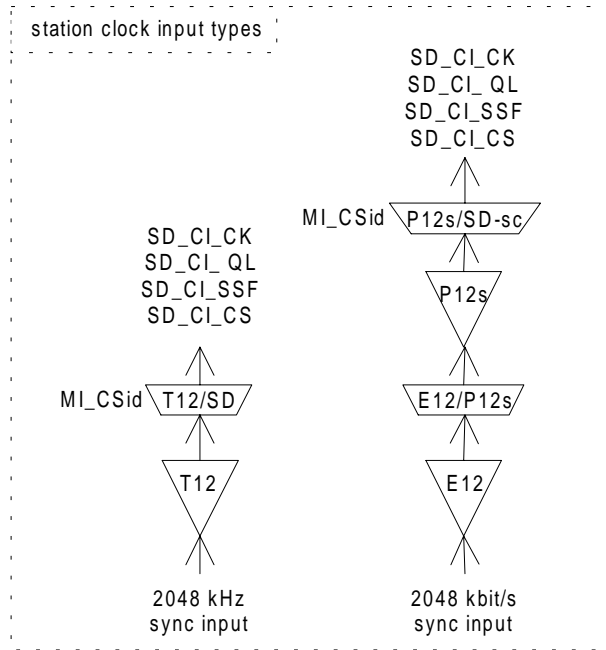 station clock input types
SD_CI_CK
SD_CI_ QL
SD_CI_SSF
SD_CI_CS
MI_CSid
T12/SD
T12
2048 kHz
sync input
SD_CI_CK
SD_CI_ QL
SD_CI_SSF
SD_CI_CS
MI_CSid
P12s/SD-sc
P12s
E12/P12s
E12
2048 kbit/s
sync input